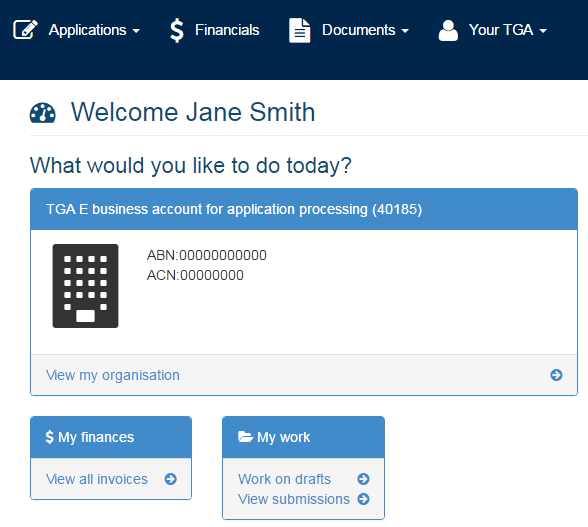 Applications
Financials
Documents
Your TGA
Welcome Jane Smith
What would you like to do today?
TGA E business account for application processing (40185)
ABN:00000000000
ACN:00000000
View my organisation
$ My finances
View all invoices
My work
Work on drafts
View submissions